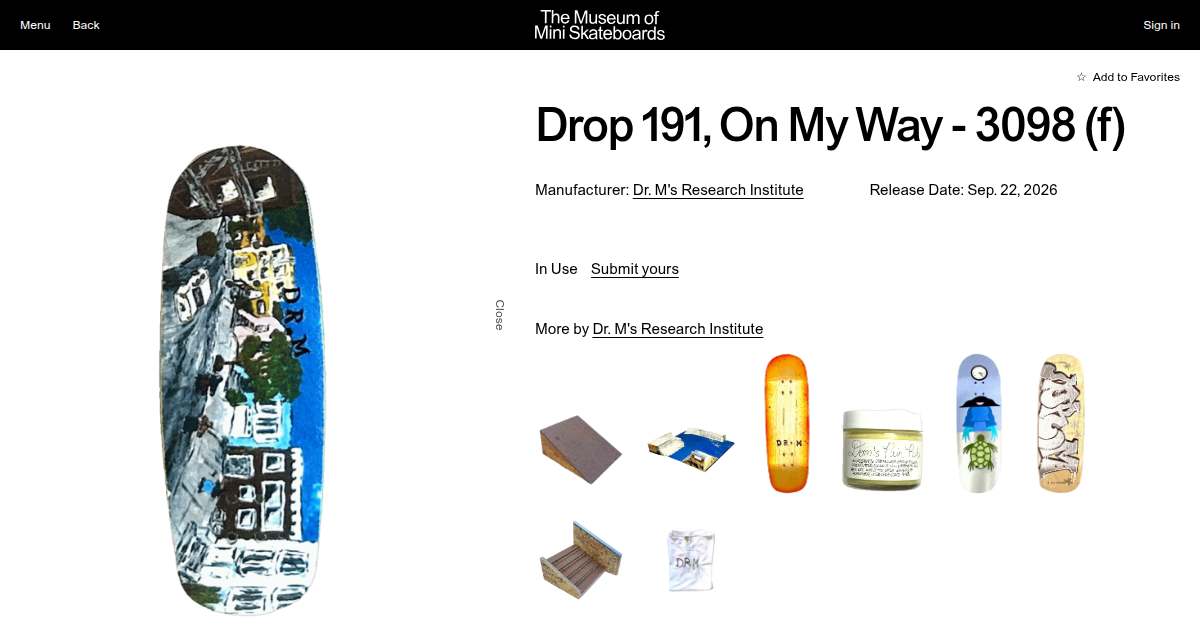 Menu
Back
The Museum of
Mini Skateboards
Sign in
☆ Add to Favorites
Drop 191, On My Way - 3098 (f)
Manufacturer: Dr. M's Research Institute
Release Date: Sep. 22, 2026
In Use Submit yours
Close
More by Dr. M's Research Institute
DR.M
DR.M
DRM